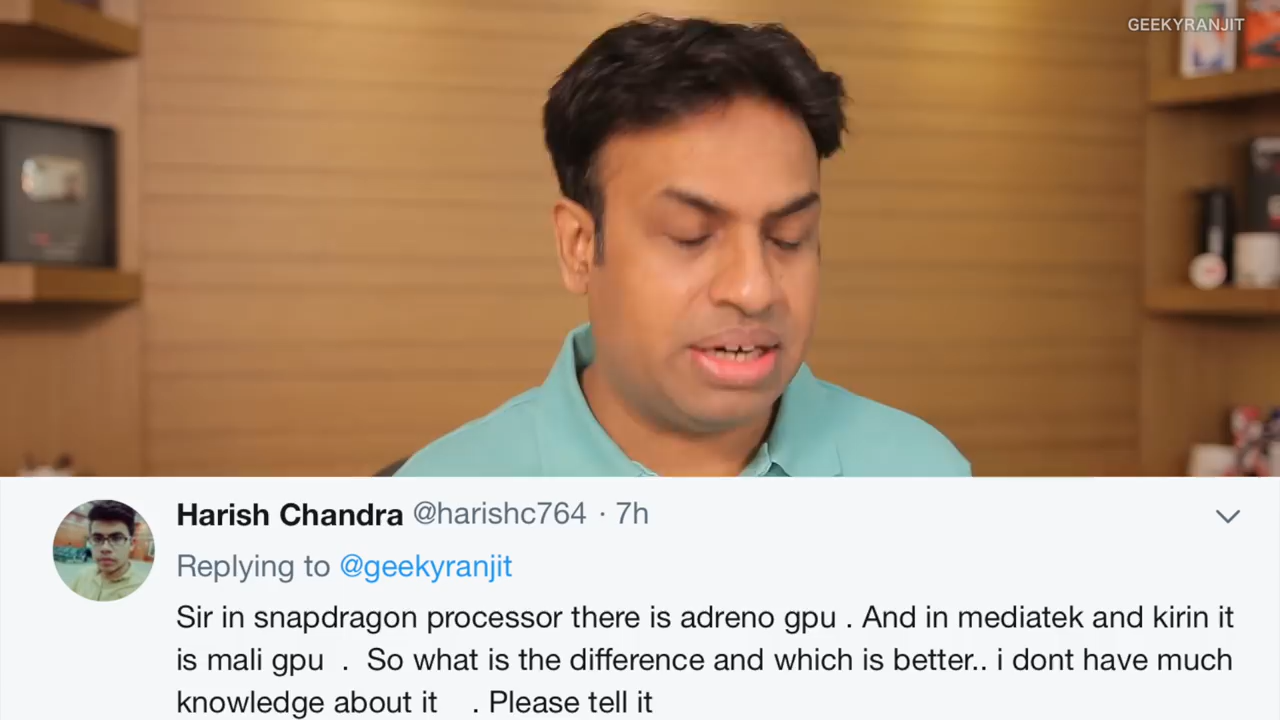 GEEKYRANJIT
Harish Chandra @harishc764 · 7h
Replying to @geekyranjit
Sir in snapdragon processor there is adreno gpu . And in mediatek and kirin it
is mali gpu . So what is the difference and which is better.. i dont have much
knowledge about it . Please tell it